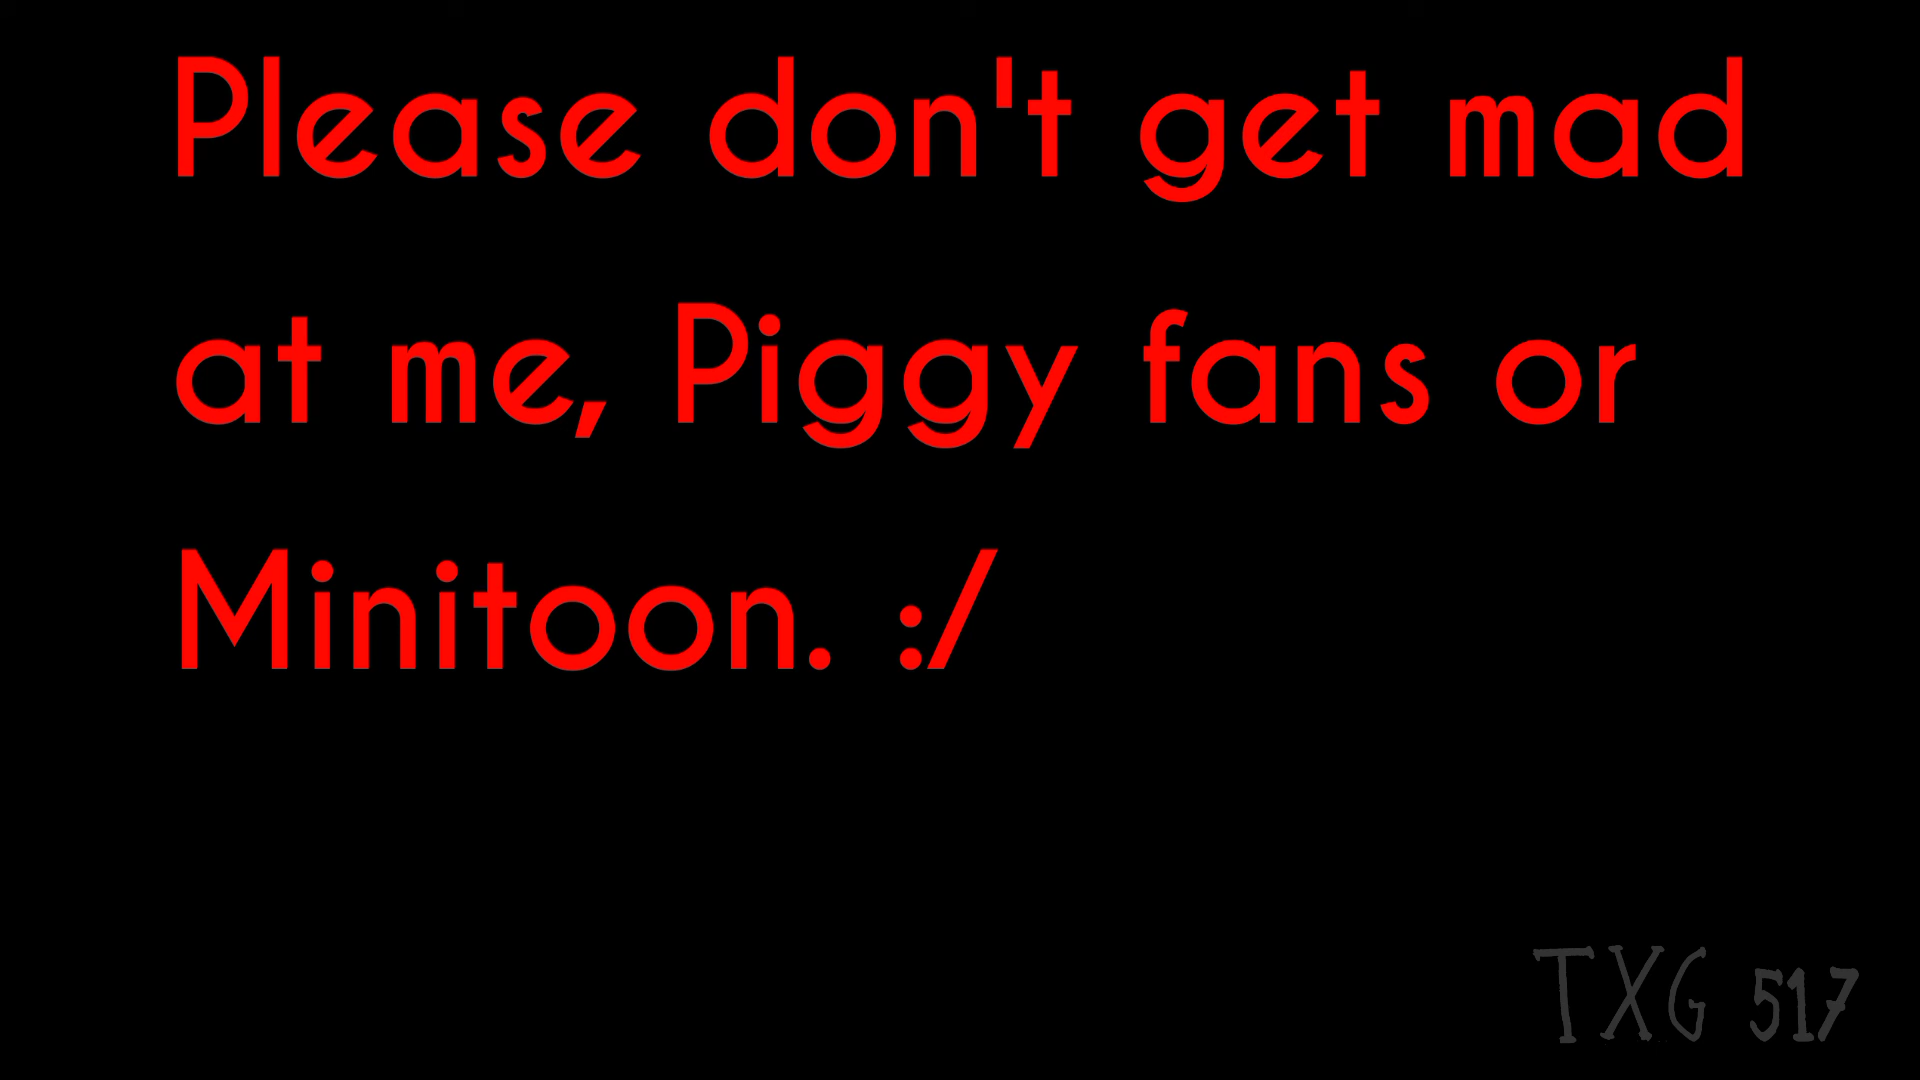 Please don't get mad
at me, Piggy fans or
Minitoon. :/
TXG 517